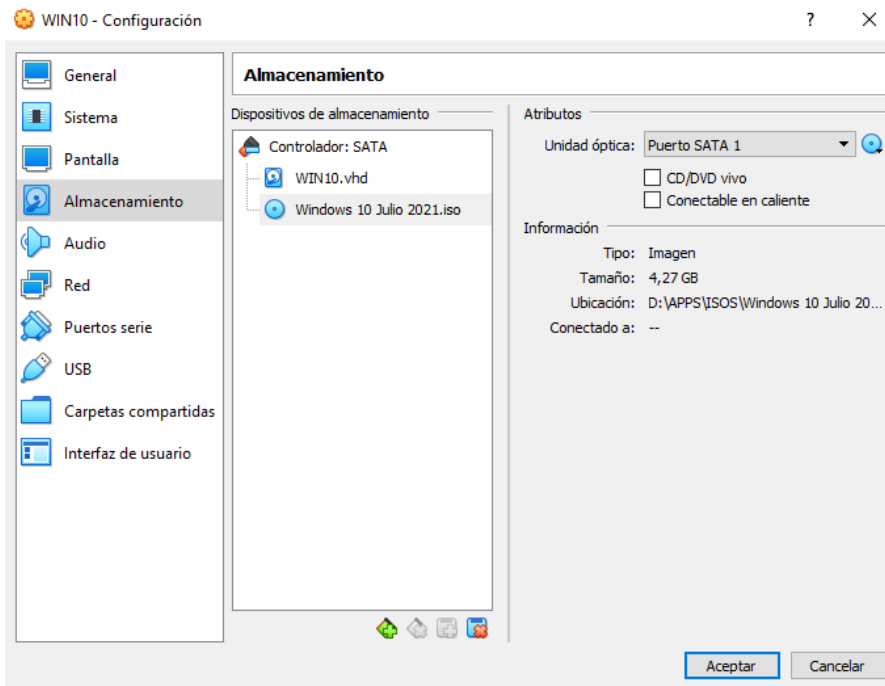 WIN10 - Configuración
? ×
General
Sistema
Pantalla
Almacenamiento
Audio
Red
Puertos serie
USB
Carpetas compartidas
Interfaz de usuario
Almacenamiento
Dispositivos de almacenamiento
Controlador: SATA
WIN10.vhd
Windows 10 Julio 2021.iso
Atributos
Unidad óptica: Puerto SATA 1
CD/DVD vivo
Conectable en caliente
Información
Tipo: Imagen
Tamaño: 4,27 GB
Ubicación: D:\APPS\ISOS\Windows 10 Julio 20...
Conectado a: --
Aceptar Cancelar